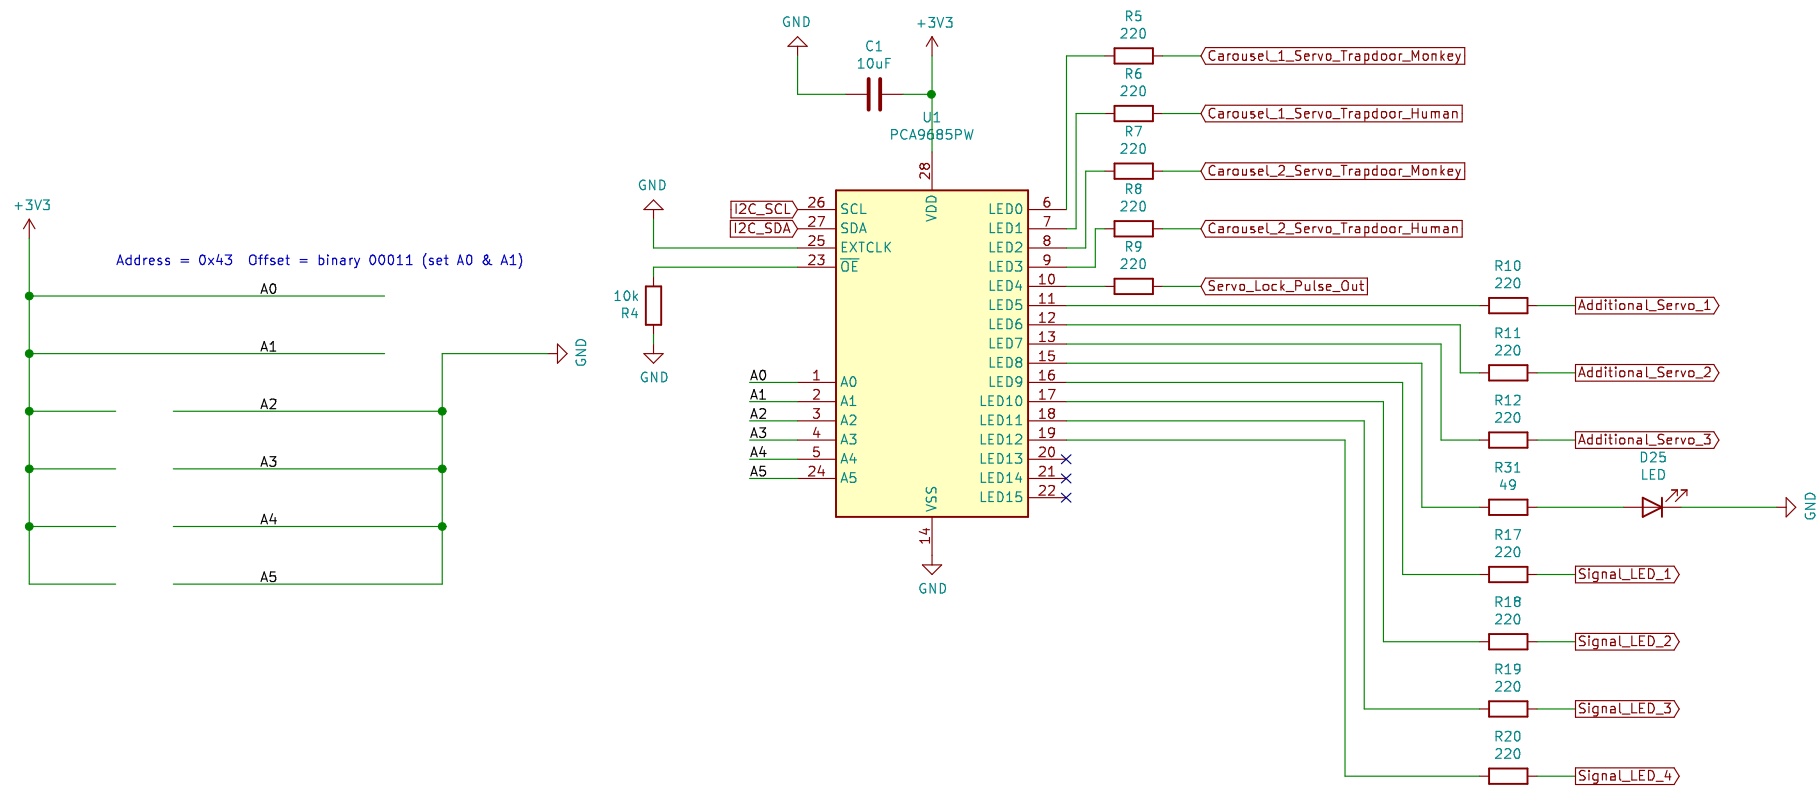 +3V3
Address = 0x43  Offset = binary 00011 (set A0 & A1)
A0
A1
A2
A3
A4
A5
GND
GND
C1
10uF
+3V3
U1
PCA9685PW
GND
10k
R4
GND
I2C_SCL
I2C_SDA
A0
A1
A2
A3
A4
A5
26 SCL
27 SDA
25 EXTCLK
23 OE
1 A0
2 A1
3 A2
4 A3
5 A4
24 A5
28
VDD
VSS
14
GND
LED0 6
LED1 7
LED2 8
LED3 9
LED4 10
LED5 11
LED6 12
LED7 13
LED8 15
LED9 16
LED10 17
LED11 18
LED12 19
LED13 20
LED14 21
LED15 22
R5
220
Carousel_1_Servo_Trapdoor_Monkey
R6
220
Carousel_1_Servo_Trapdoor_Human
R7
220
Carousel_2_Servo_Trapdoor_Monkey
R8
220
Carousel_2_Servo_Trapdoor_Human
R9
220
Servo_Lock_Pulse_Out
R10
220
Additional_Servo_1
R11
220
Additional_Servo_2
R12
220
Additional_Servo_3
R31
49
D25
LED
GND
R17
220
Signal_LED_1
R18
220
Signal_LED_2
R19
220
Signal_LED_3
R20
220
Signal_LED_4